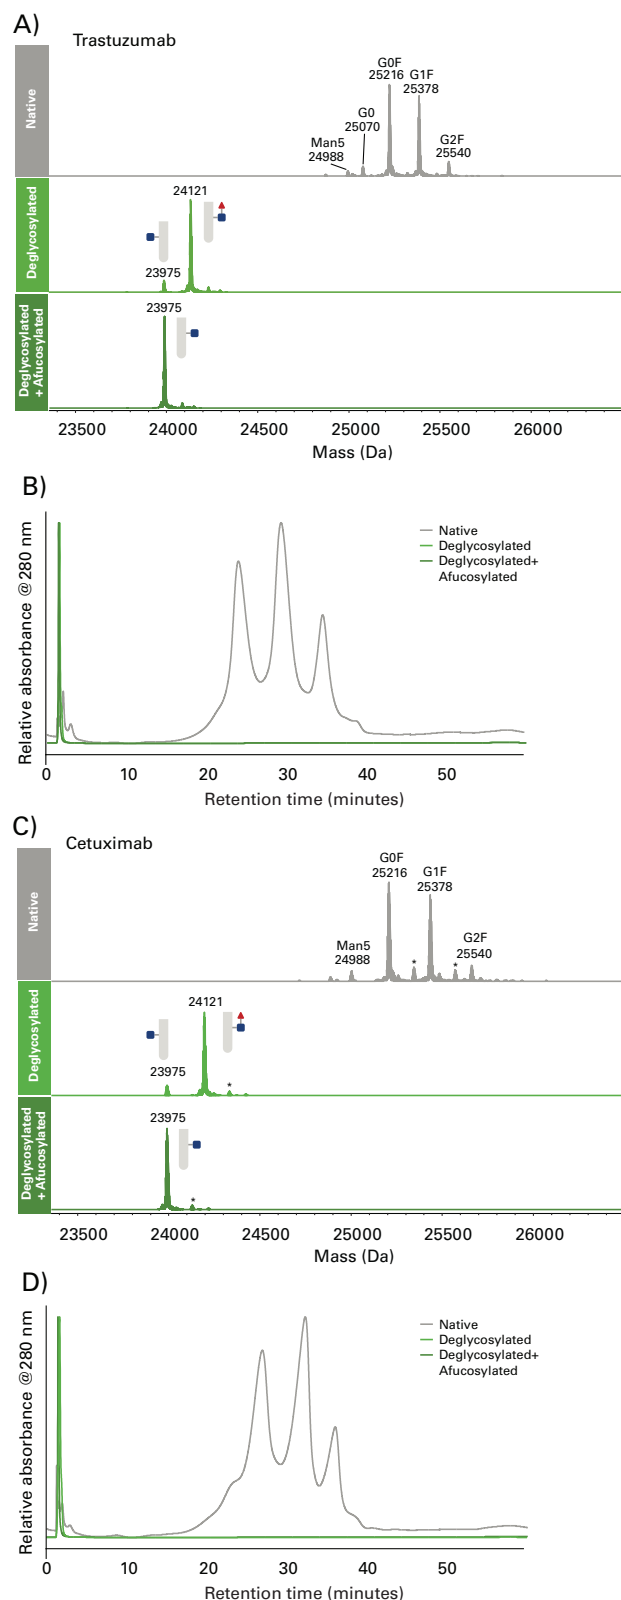 A)
Trastuzumab
Native
G0F
25216
G1F
25378
G0
25070
Man5
24988
G2F
25540
Deglycosylated
24121
23975
Deglycosylated
+ Afucosylated
23975
23500 24000 24500 25000 25500 26000
Mass (Da)
B)
Relative absorbance @ 280 nm
Native
Deglycosylated
Deglycosylated+
Afucosylated
0 10 20 30 40 50
Retention time (minutes)
C)
Cetuximab
Native
G0F
25216
G1F
25378
Man5
24988
G2F
25540
* *
Deglycosylated
24121
23975
*
Deglycosylated
+ Afucosylated
23975
*
23500 24000 24500 25000 25500 26000
Mass (Da)
D)
Relative absorbance @ 280 nm
Native
Deglycosylated
Deglycosylated+
Afucosylated
0 10 20 30 40 50
Retention time (minutes)